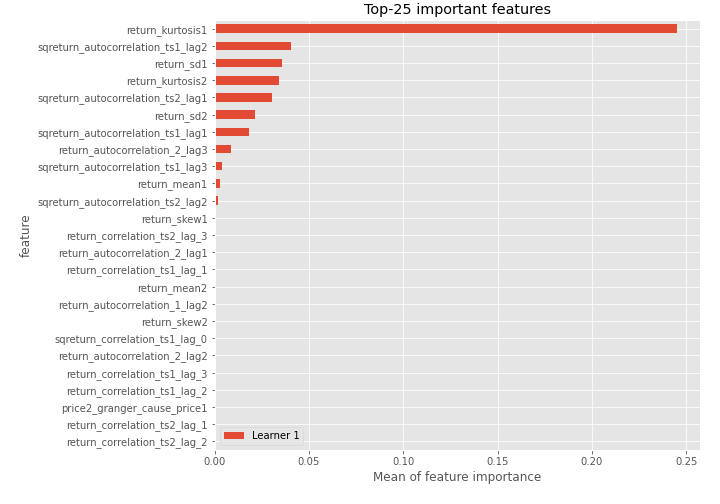 Top-25 important features
return_kurtosis1
sqreturn_autocorrelation_ts1_lag2
return_sd1
return_kurtosis2
sqreturn_autocorrelation_ts2_lag1
return_sd2
sqreturn_autocorrelation_ts1_lag1
return_autocorrelation_2_lag3
sqreturn_autocorrelation_ts1_lag3
return_mean1
sqreturn_autocorrelation_ts2_lag2
return_skew1
return_correlation_ts2_lag_3
return_autocorrelation_2_lag1
return_correlation_ts1_lag_1
return_mean2
return_autocorrelation_1_lag2
return_skew2
sqreturn_correlation_ts1_lag_0
return_autocorrelation_2_lag2
return_correlation_ts1_lag_3
return_correlation_ts1_lag_2
price2_granger_cause_price1
return_correlation_ts2_lag_1
return_correlation_ts2_lag_2
feature
Learner 1
0.00 0.05 0.10 0.15 0.20 0.25
Mean of feature importance